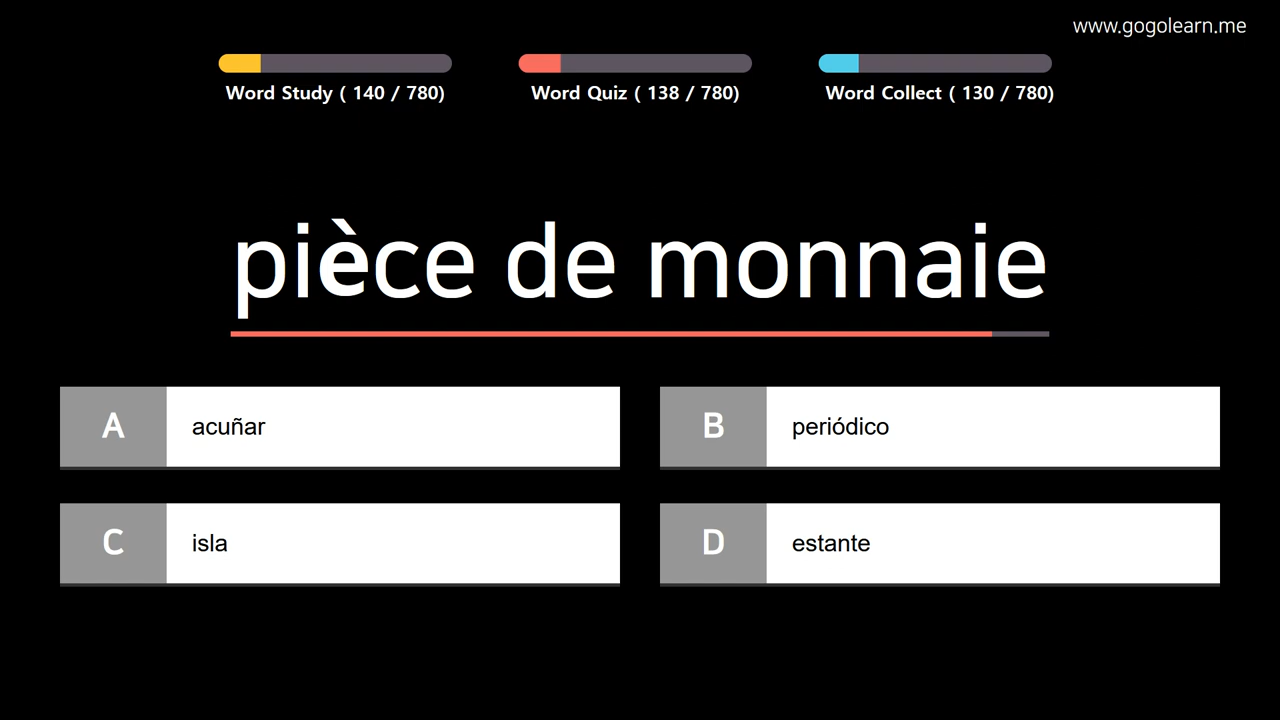 www.gogolearn.me
Word Study ( 140 / 780)
Word Quiz ( 138 / 780)
Word Collect ( 130 / 780)
pièce de monnaie
A acuñar
B periódico
C isla
D estante